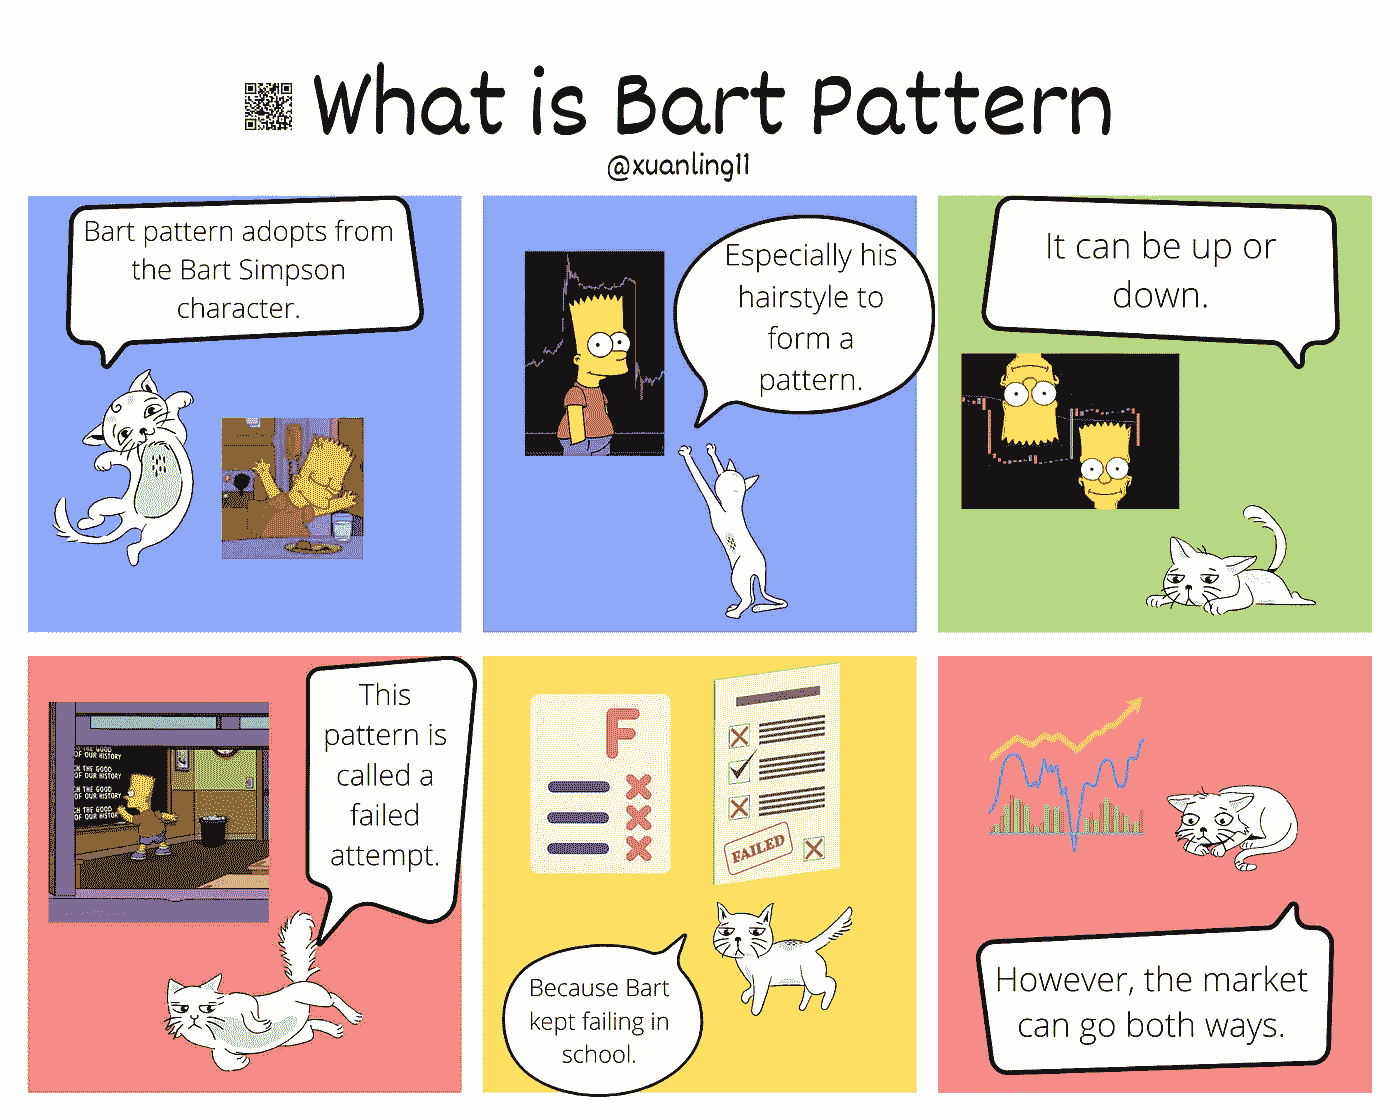 What is Bart Pattern
@xuanling11
Bart pattern adopts from
the Bart Simpson
character.
Especially his
hairstyle to
form a
pattern.
It can be up or
down.
This
pattern is
called a
failed
attempt.
THE GOOD
OF OUR HISTORY
CH THE GOOD
OF OUR HISTORY
CH THE GOOD
OF OUR HISTORY
CH THE GOOD
OF OUR HISTOR
F
FAILED
Because Bart
kept failing in
school.
However, the market
can go both ways.